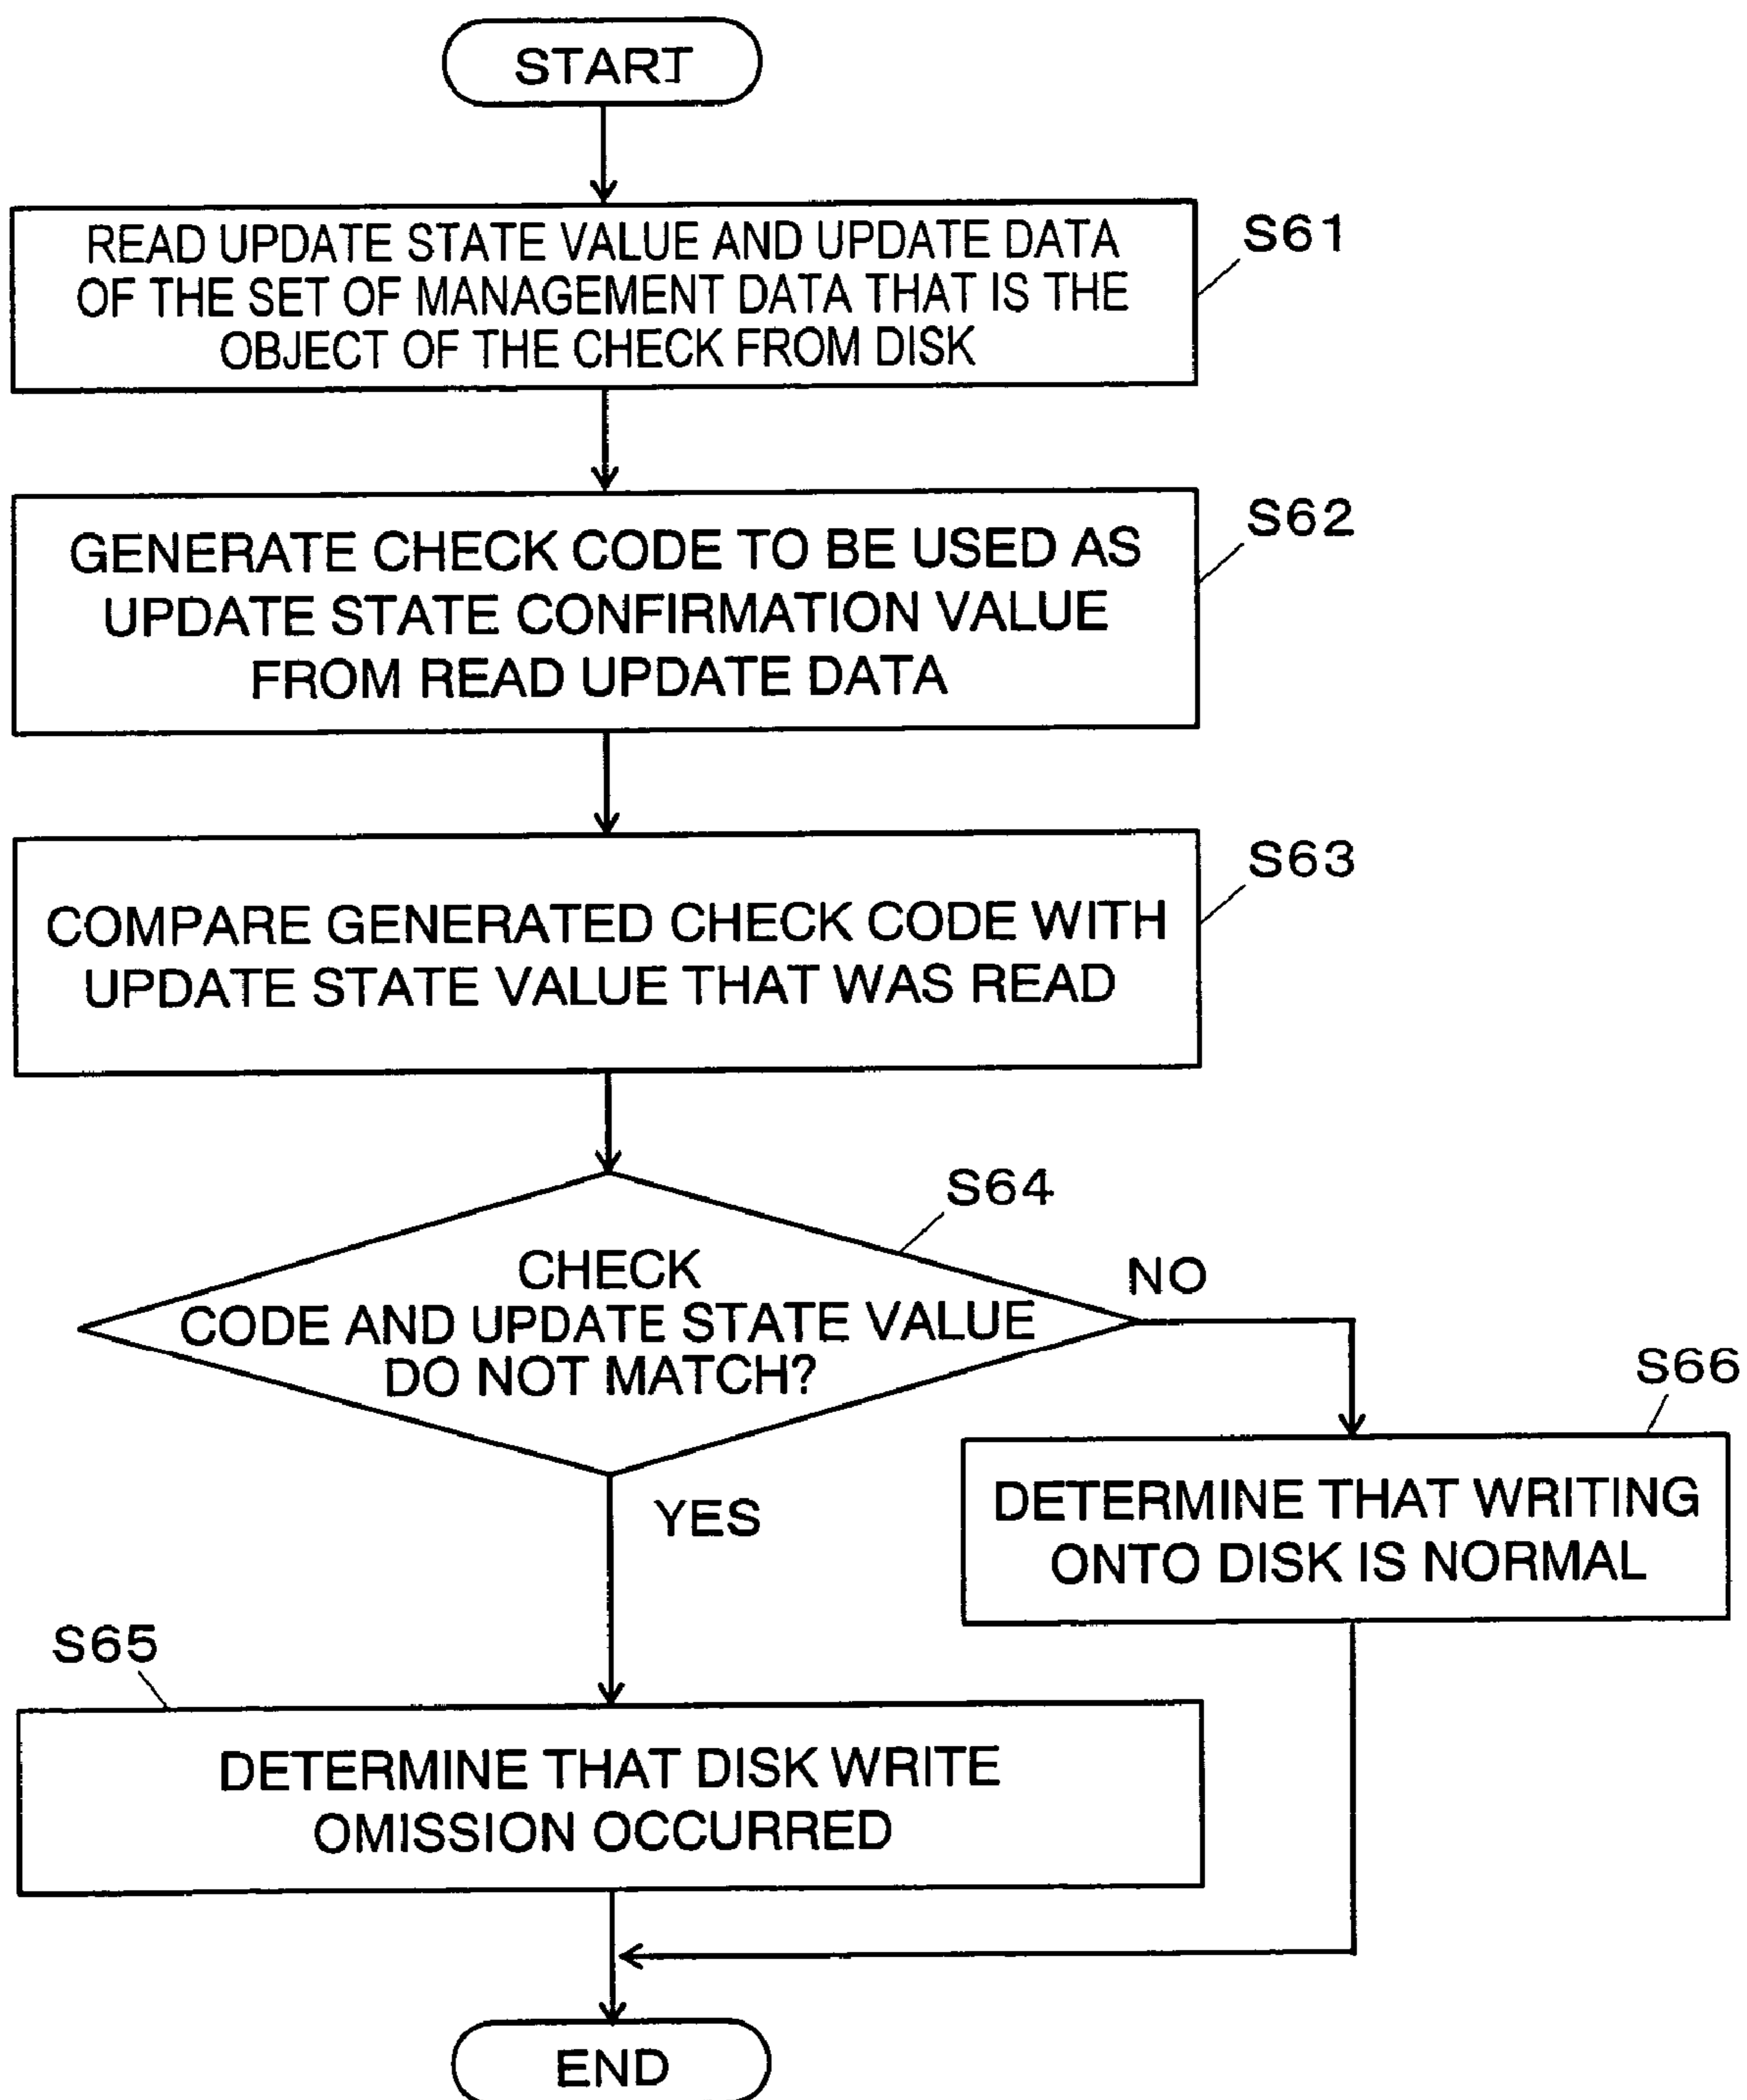 START
S61
READ UPDATE STATE VALUE AND UPDATE DATA
OF THE SET OF MANAGEMENT DATA THAT IS THE
OBJECT OF THE CHECK FROM DISK
S62
GENERATE CHECK CODE TO BE USED AS
UPDATE STATE CONFIRMATION VALUE
FROM READ UPDATE DATA
S63
COMPARE GENERATED CHECK CODE WITH
UPDATE STATE VALUE THAT WAS READ
S64
CHECK
CODE AND UPDATE STATE VALUE
DO NOT MATCH?
NO
YES
S66
DETERMINE THAT WRITING
ONTO DISK IS NORMAL
S65
DETERMINE THAT DISK WRITE
OMISSION OCCURRED
END